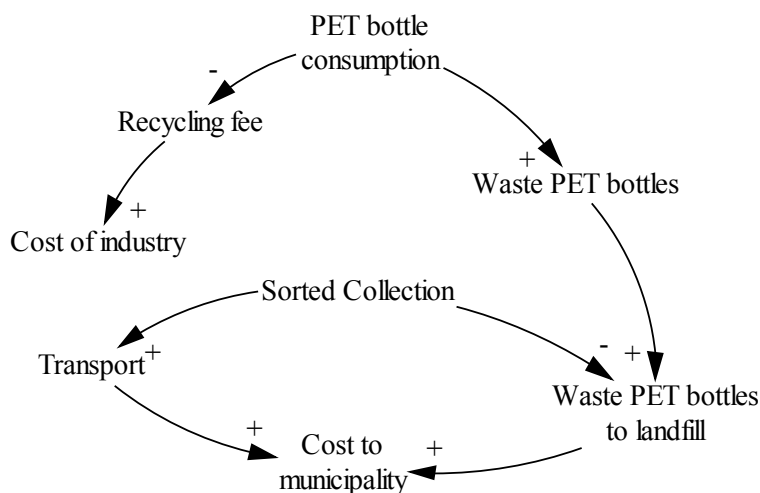 PET bottle
consumption
-
Recycling fee
+
Waste PET bottles
+
Cost of industry
Sorted Collection
Transport+
- +
Waste PET bottles
to landfill
+
Cost to
municipality
+